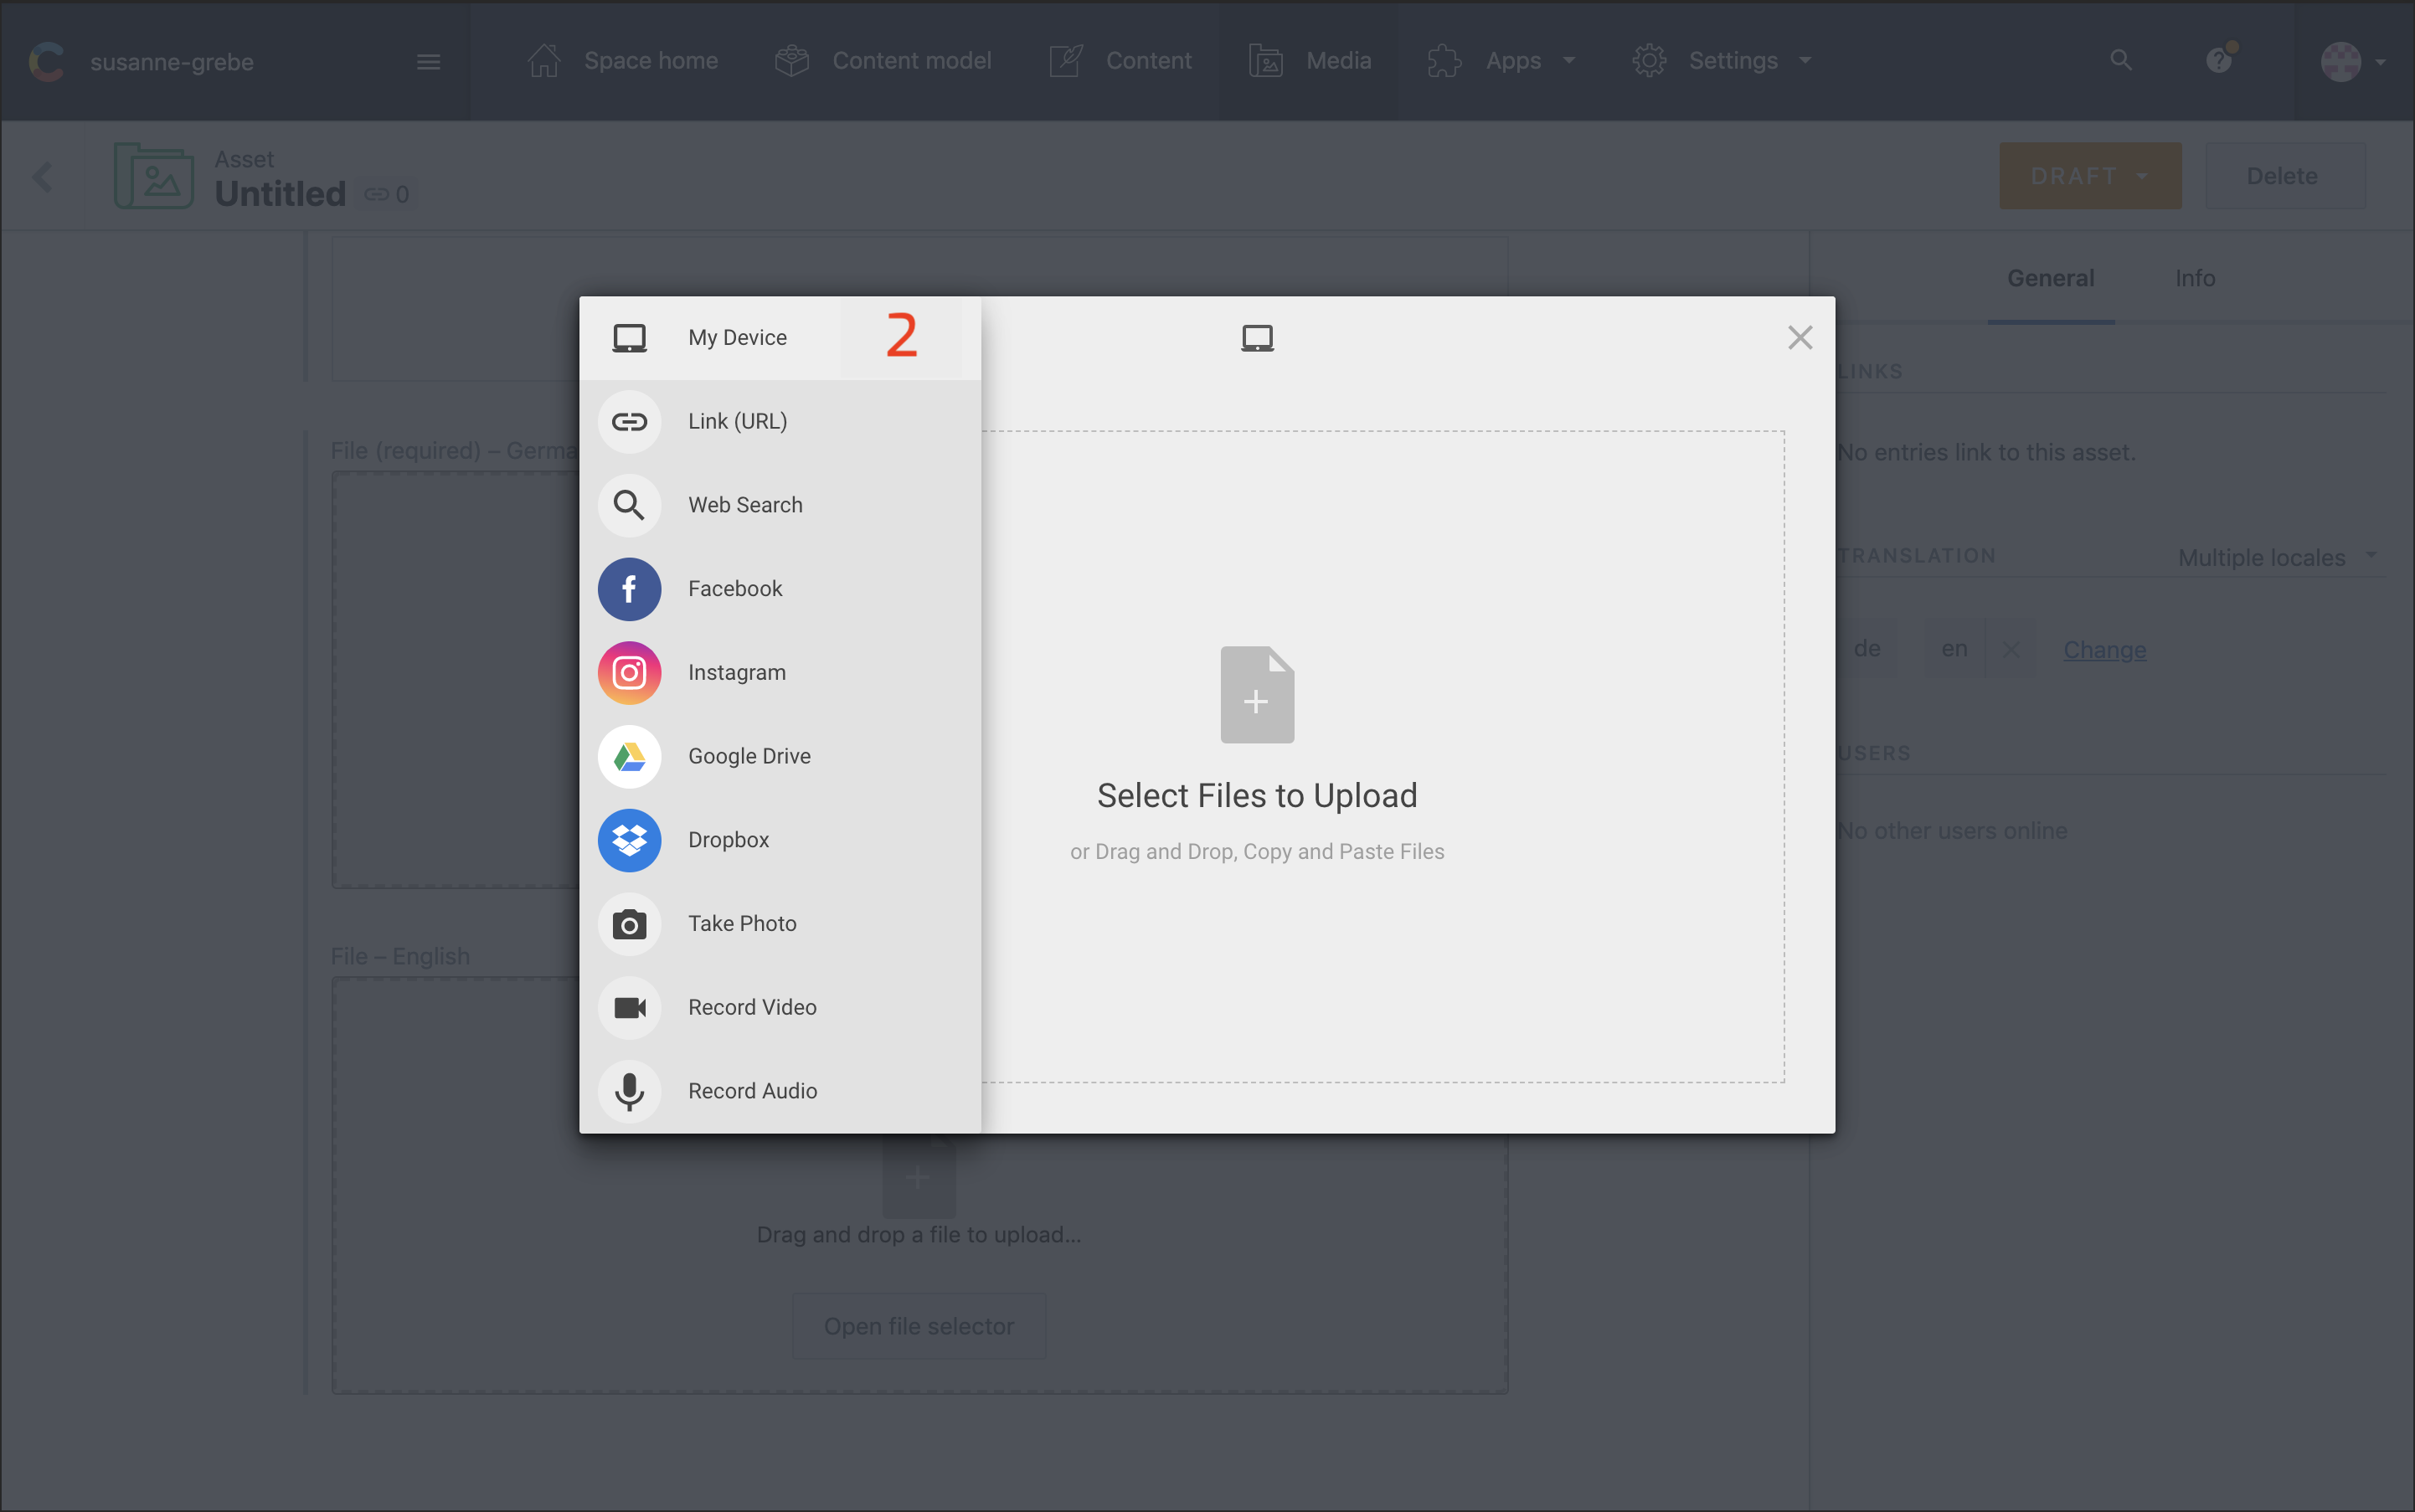 susanne-grebe
Space home
Content model
Content
Media
Apps
Settings
?
Asset
Untitled
0
DRAFT
Delete
General
Info
My Device
2
Link (URL)
Web Search
Facebook
Instagram
Google Drive
Dropbox
Take Photo
Record Video
Record Audio
Select Files to Upload
or Drag and Drop, Copy and Paste Files
LINKS
No entries link to this asset.
TRANSLATION
Multiple locales
de
en
Change
USERS
No other users online
File (required) – Germa
File – English
Drag and drop a file to upload...
Open file selector